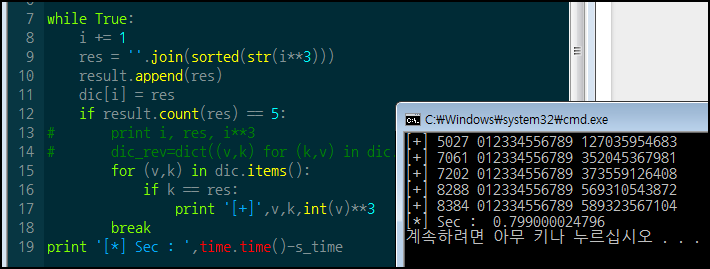 7 while True:
8     i += 1
9     res = ''.join(sorted(str(i**3)))
10     result.append(res)
11     dic[i] = res
12     if result.count(res) == 5:
13 #       print i, res, i**3
14 #       dic_rev=dict((v,k) for (k,v) in dic.
15         for (v,k) in dic.items():
16             if k == res:
17                 print '[+]',v,k,int(v)**3
18         break
19 print '[*] Sec : ',time.time()-s_time
C:₩Windows₩system32₩cmd.exe
[+] 5027 012334556789 127035954683
[+] 7061 012334556789 352045367981
[+] 7202 012334556789 373559126408
[+] 8288 012334556789 569310543872
[+] 8384 012334556789 589323567104
[*] Sec :  0.799000024796
계속하려면 아무 키나 누르십시오 . . .